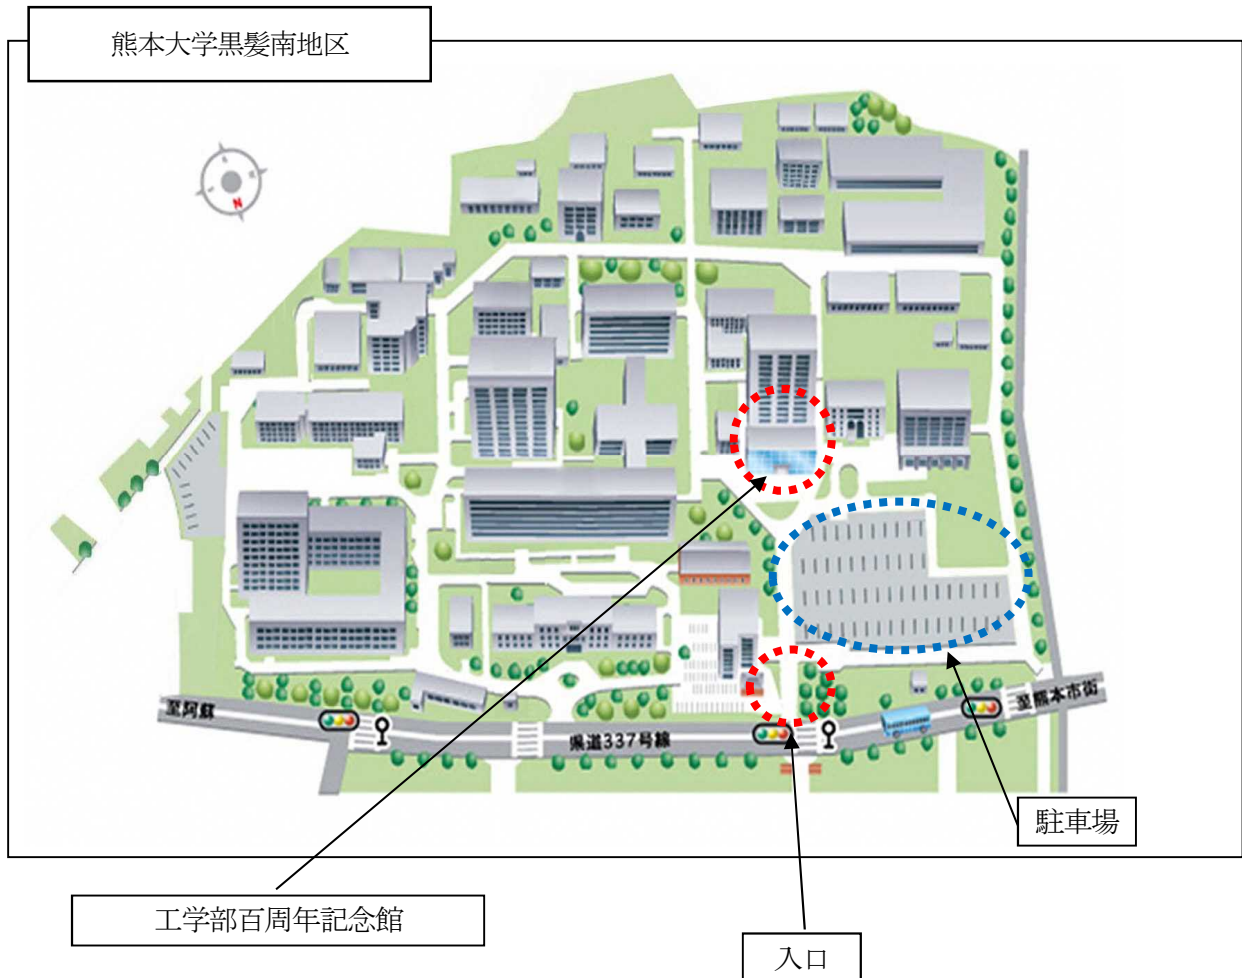 熊本大学黒髪南地区
N
至阿蘇
県道337号線
至熊本市街
駐車場
工学部百周年記念館
入口